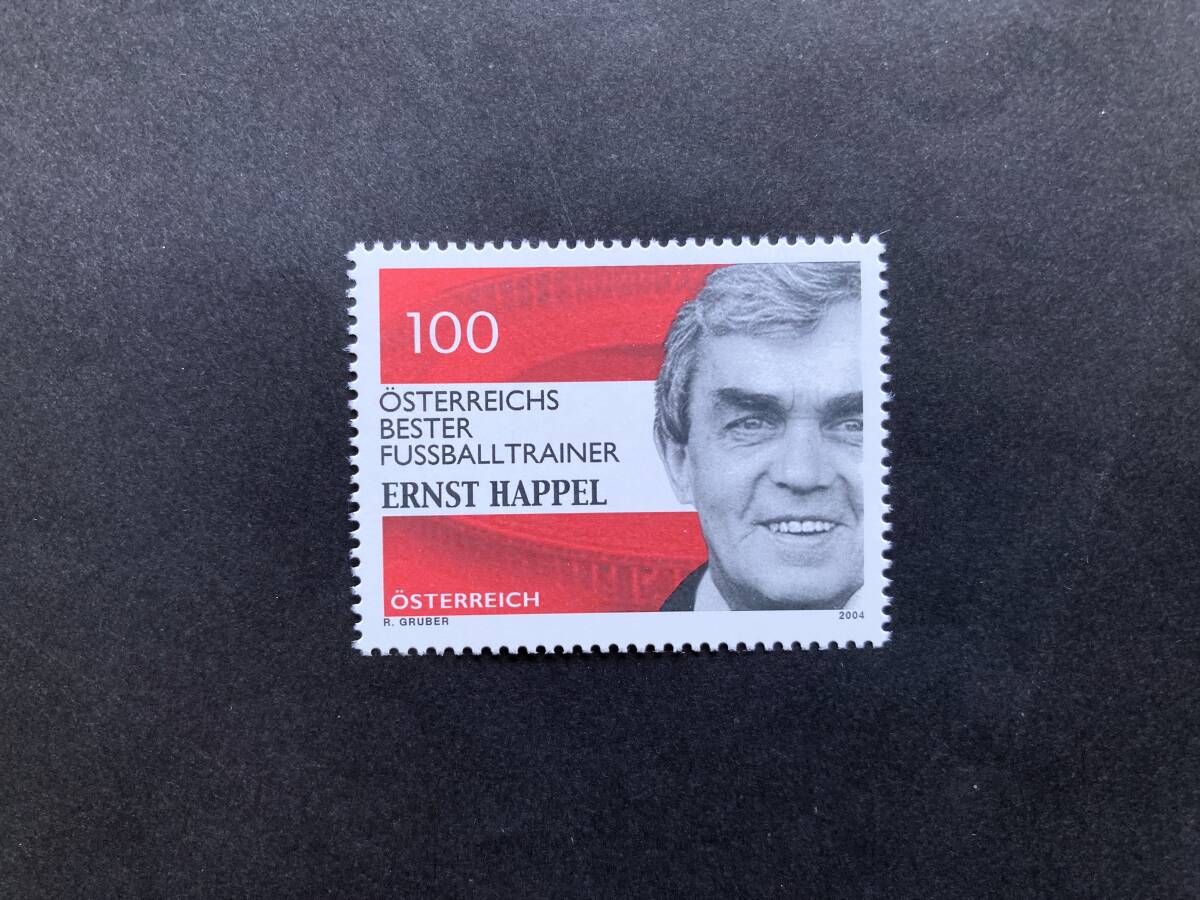 100
ÖSTERREICHS
BESTER
FUSSBALLTRAINER
ERNST HAPPEL
ÖSTERREICH
R. GRUBER
2004